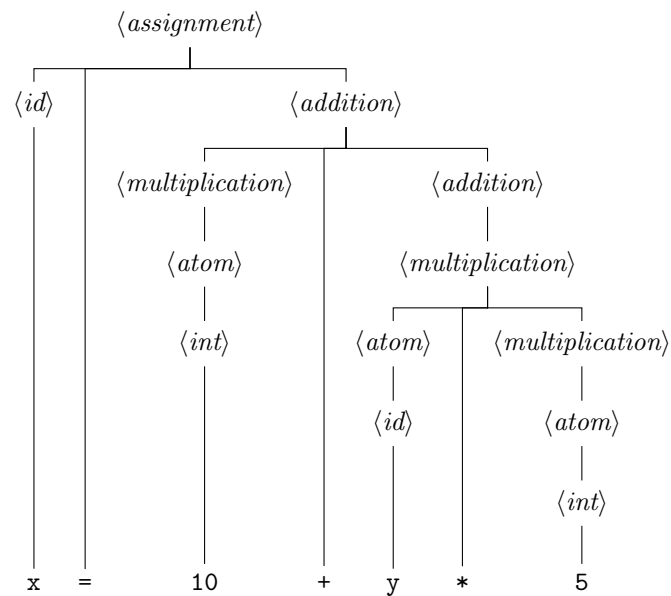 ⟨assignment⟩
⟨id⟩ ⟨addition⟩
⟨multiplication⟩ ⟨addition⟩
⟨atom⟩ ⟨multiplication⟩
⟨int⟩ ⟨atom⟩ ⟨multiplication⟩
⟨id⟩ ⟨atom⟩
⟨int⟩
x = 10 + y * 5